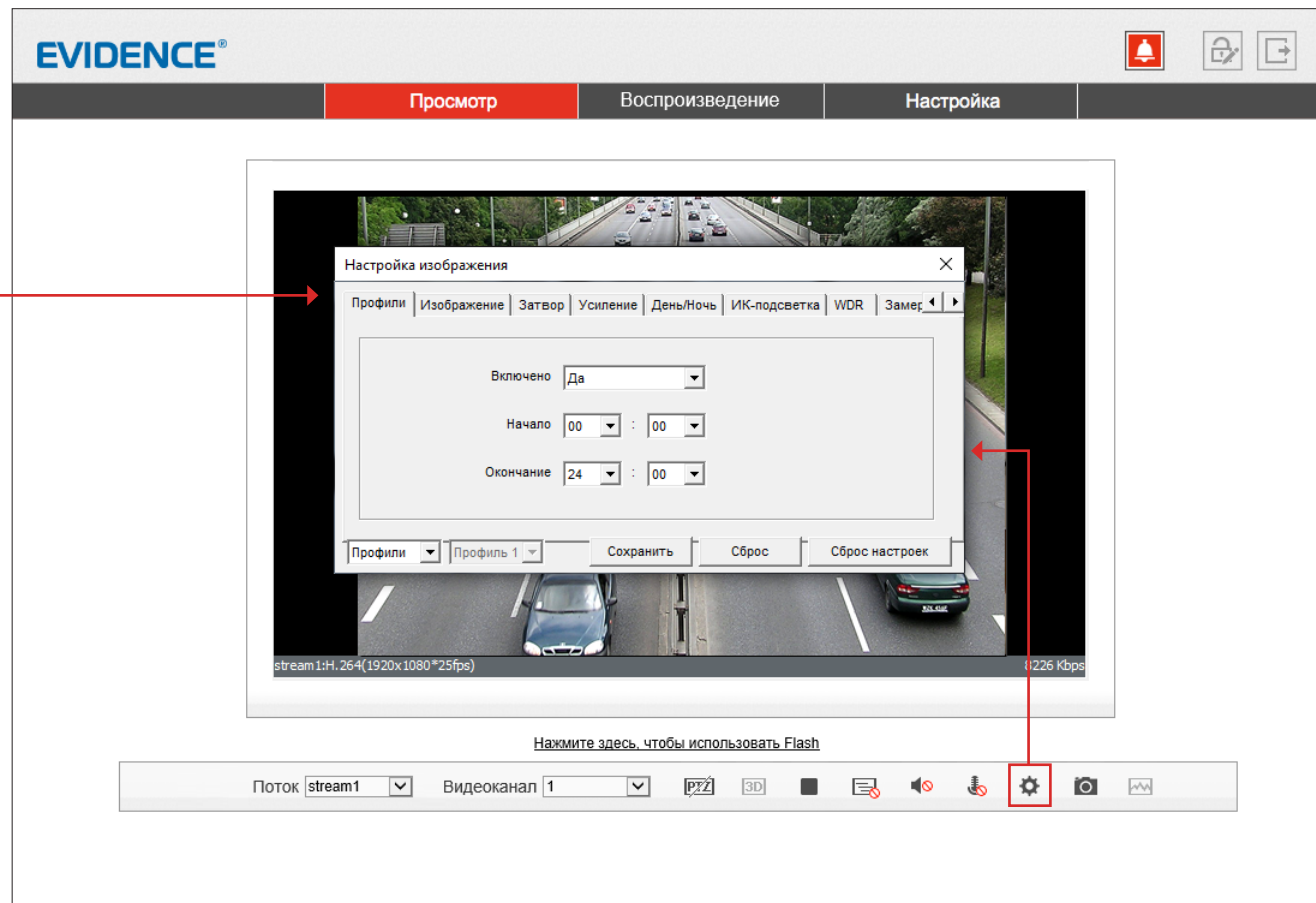 EVIDENCE®
Просмотр Воспроизведение Настройка
Настройка изображения
Профили Изображение Затвор Усиление День/Ночь ИК-подсветка WDR Замер
Включено Да
Начало 00 : 00
Окончание 24 : 00
Профили Профиль 1 Сохранить Сброс Сброс настроек
stream1:H.264(1920x1080*25fps) 8226 Kbps
Нажмите здесь, чтобы использовать Flash
Поток stream1 Видеоканал 1 PTZ 3D